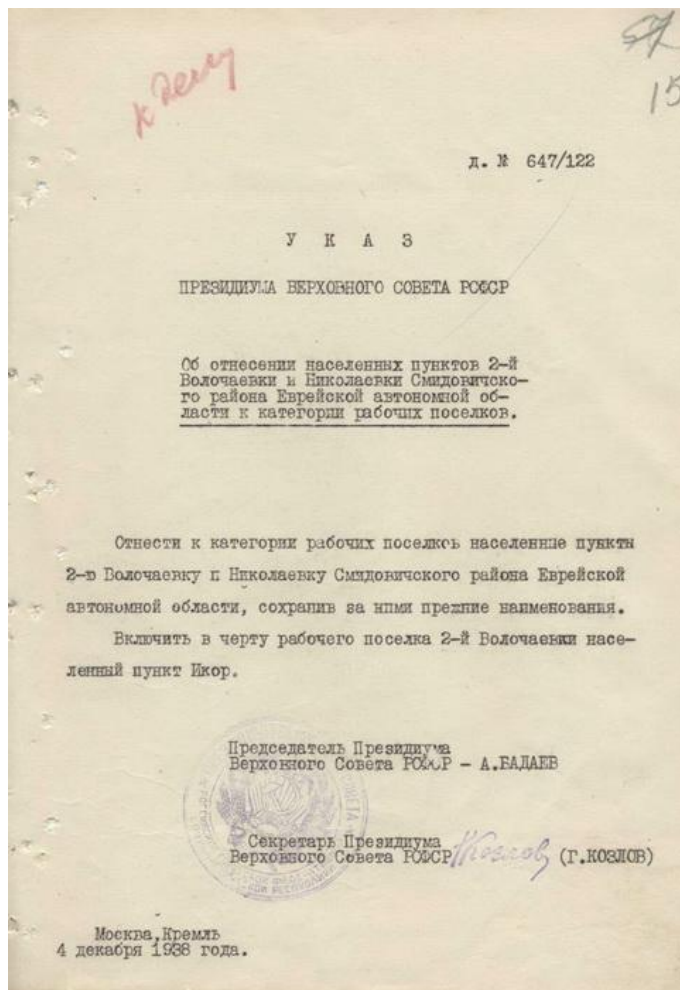 к делу
57
15
д. № 647/122
У К А З
ПРЕЗИДИУМА ВЕРХОВНОГО СОВЕТА РСФСР
Об отнесении населенных пунктов 2-й
Волочаевки и Николаевки Смидовичско-
го района Еврейской автономной об-
ласти к категории рабочих поселков.
Отнести к категории рабочих поселков населенные пункты
2-ю Волочаевку и Николаевку Смидовичского района Еврейской
автономной области, сохранив за ними прежние наименования.
Включить в черту рабочего поселка 2-й Волочаевки насе-
ленный пункт Икор.
Председатель Президиума
Верховного Совета РСФСР - А.БАДАЕВ
Секретарь Президиума
Верховного Совета РСФСР Козлов (Г.КОЗЛОВ)
Москва,Кремль
4 декабря 1938 года.